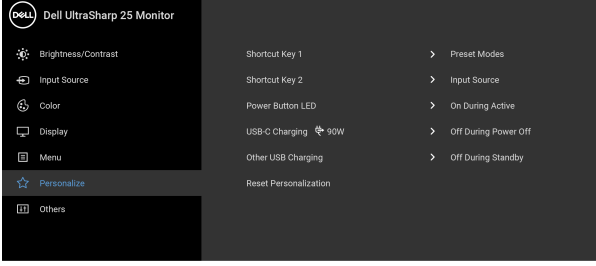 DELL Dell UltraSharp 25 Monitor
Brightness/Contrast
Input Source
Color
Display
Menu
Personalize
Others
Shortcut Key 1 > Preset Modes
Shortcut Key 2 > Input Source
Power Button LED > On During Active
USB-C Charging 90W > Off During Power Off
Other USB Charging > Off During Standby
Reset Personalization